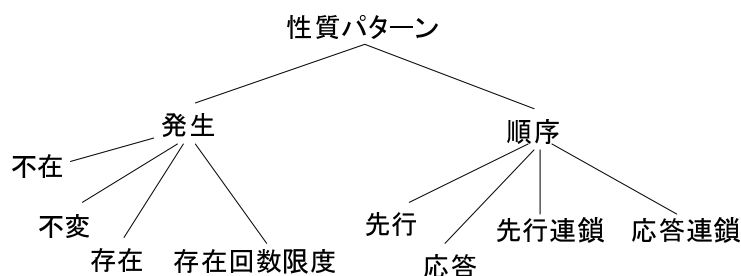 性質パターン
発生
順序
不在
不変
存在
存在回数限度
先行
応答
先行連鎖
応答連鎖